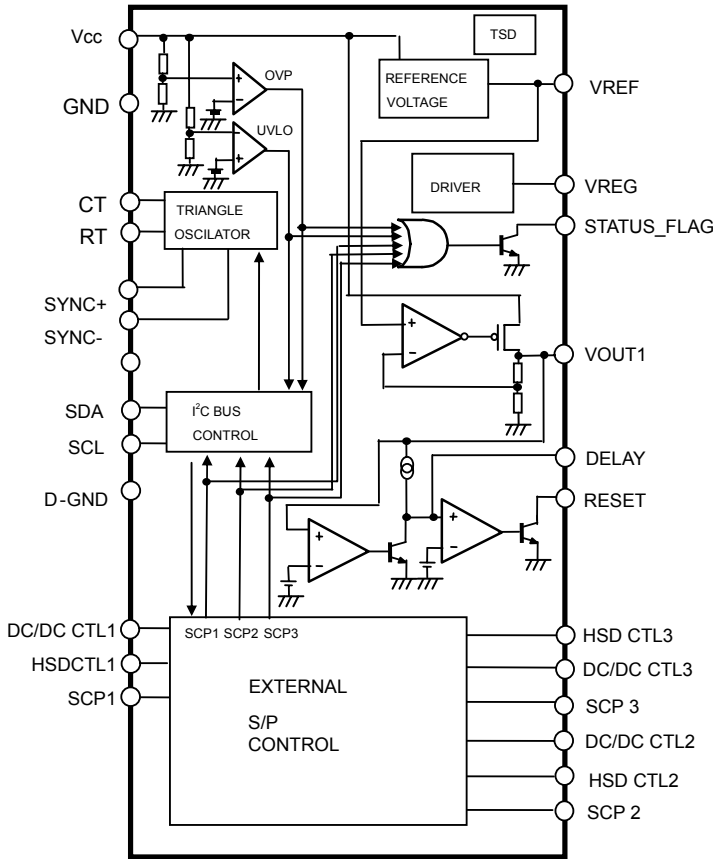 Vcc
GND
CT
RT
SYNC+
SYNC-
SDA
SCL
D-GND
DC/DC CTL1
HSDCTL1
SCP1
TSD
REFERENCE
VOLTAGE
OVP
+
−
UVLO
−
+
DRIVER
TRIANGLE
OSCILATOR
+
−
I²C BUS
CONTROL
+
−
+
−
SCP1 SCP2 SCP3
EXTERNAL
S/P
CONTROL
VREF
VREG
STATUS_FLAG
VOUT1
DELAY
RESET
HSD CTL3
DC/DC CTL3
SCP 3
DC/DC CTL2
HSD CTL2
SCP 2